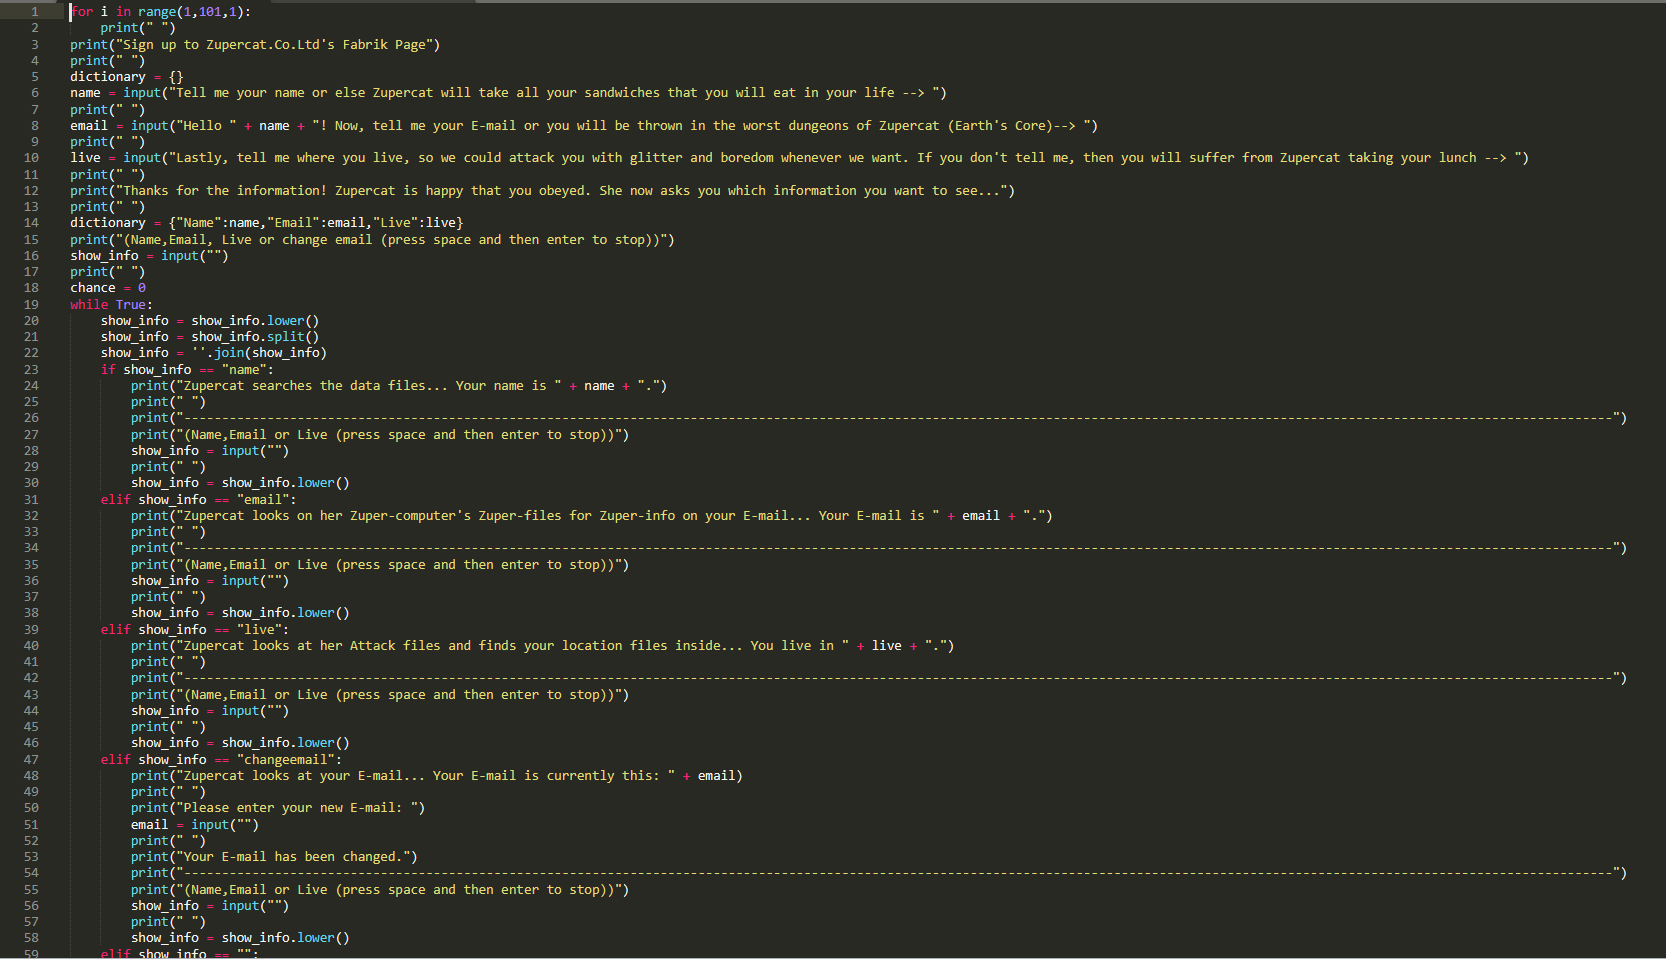 1 for i in range(1,101,1):
2     print(" ")
3 print("Sign up to Zupercat.Co.Ltd's Fabrik Page")
4 print(" ")
5 dictionary = {}
6 name = input("Tell me your name or else Zupercat will take all your sandwiches that you will eat in your life --> ")
7 print(" ")
8 email = input("Hello " + name + "! Now, tell me your E-mail or you will be thrown in the worst dungeons of Zupercat (Earth's Core)--> ")
9 print(" ")
10 live = input("Lastly, tell me where you live, so we could attack you with glitter and boredom whenever we want. If you don't tell me, then you will suffer from Zupercat taking your lunch --> ")
11 print(" ")
12 print("Thanks for the information! Zupercat is happy that you obeyed. She now asks you which information you want to see...")
13 print(" ")
14 dictionary = {"Name":name,"Email":email,"Live":live}
15 print("(Name,Email, Live or change email (press space and then enter to stop))")
16 show_info = input("")
17 print(" ")
18 chance = 0
19 while True:
20     show_info = show_info.lower()
21     show_info = show_info.split()
22     show_info = ''.join(show_info)
23     if show_info == "name":
24         print("Zupercat searches the data files... Your name is " + name + ".")
25         print(" ")
26         print("---------------------------------------------------------------------------------------------------------------------------------------------------------------------------------------------")
27         print("(Name,Email or Live (press space and then enter to stop))")
28         show_info = input("")
29         print(" ")
30         show_info = show_info.lower()
31     elif show_info == "email":
32         print("Zupercat looks on her Zuper-computer's Zuper-files for Zuper-info on your E-mail... Your E-mail is " + email + ".")
33         print(" ")
34         print("---------------------------------------------------------------------------------------------------------------------------------------------------------------------------------------------")
35         print("(Name,Email or Live (press space and then enter to stop))")
36         show_info = input("")
37         print(" ")
38         show_info = show_info.lower()
39     elif show_info == "live":
40         print("Zupercat looks at her Attack files and finds your location files inside... You live in " + live + ".")
41         print(" ")
42         print("---------------------------------------------------------------------------------------------------------------------------------------------------------------------------------------------")
43         print("(Name,Email or Live (press space and then enter to stop))")
44         show_info = input("")
45         print(" ")
46         show_info = show_info.lower()
47     elif show_info == "changeemail":
48         print("Zupercat looks at your E-mail... Your E-mail is currently this: " + email)
49         print(" ")
50         print("Please enter your new E-mail: ")
51         email = input("")
52         print(" ")
53         print("Your E-mail has been changed.")
54         print("---------------------------------------------------------------------------------------------------------------------------------------------------------------------------------------------")
55         print("(Name,Email or Live (press space and then enter to stop))")
56         show_info = input("")
57         print(" ")
58         show_info = show_info.lower()
59     elif show_info == "":